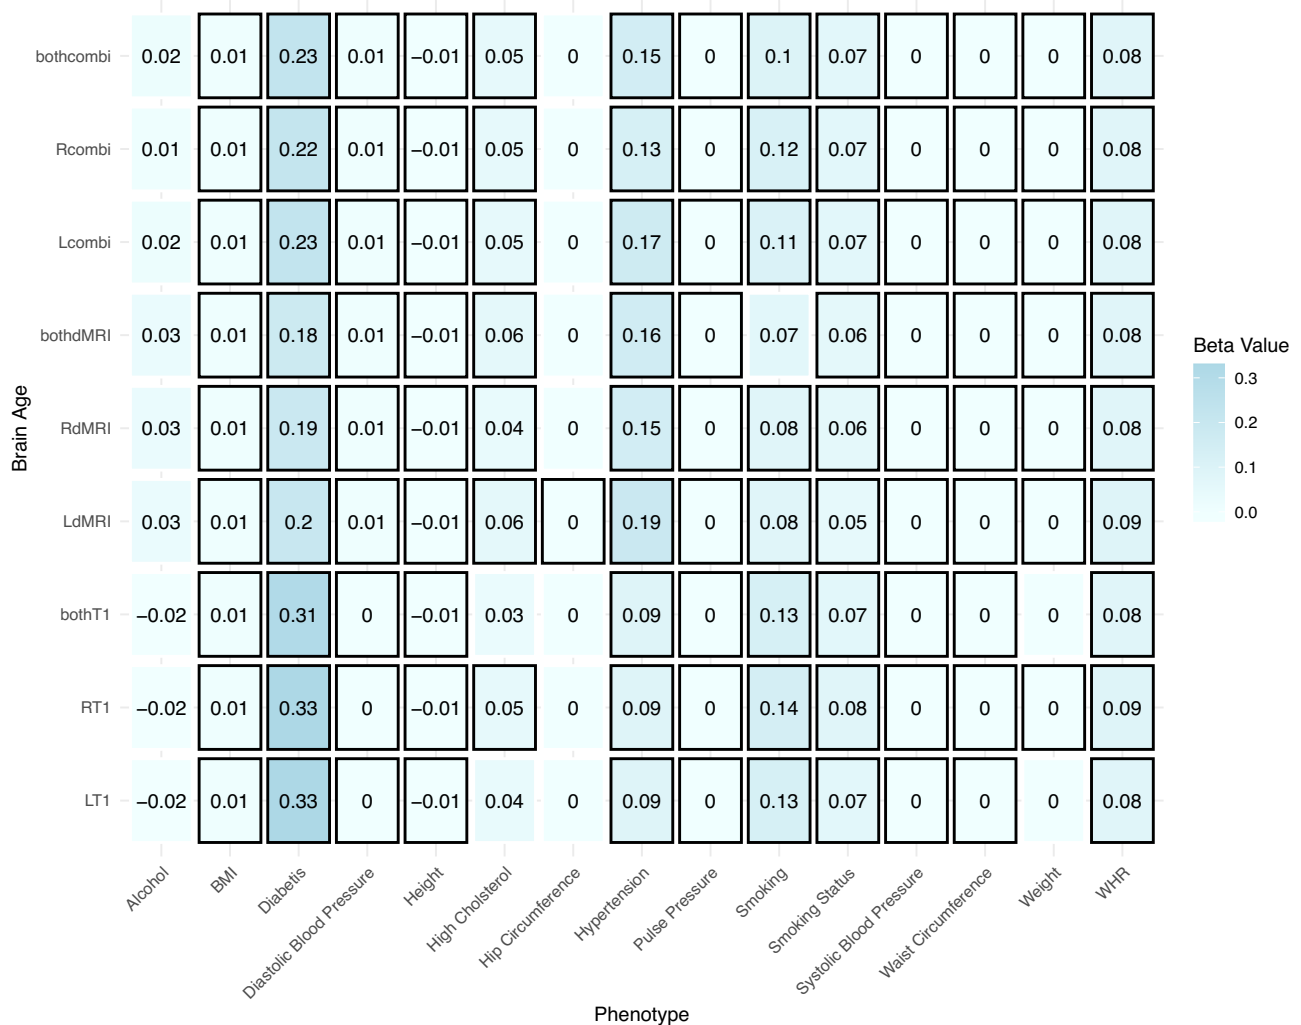 bothcombi 0.02 0.01 0.23 0.01 −0.01 0.05 0 0.15 0 0.1 0.07 0 0 0 0.08
Rcombi 0.01 0.01 0.22 0.01 −0.01 0.05 0 0.13 0 0.12 0.07 0 0 0 0.08
Lcombi 0.02 0.01 0.23 0.01 −0.01 0.05 0 0.17 0 0.11 0.07 0 0 0 0.08
bothdMRI 0.03 0.01 0.18 0.01 −0.01 0.06 0 0.16 0 0.07 0.06 0 0 0 0.08
RdMRI 0.03 0.01 0.19 0.01 −0.01 0.04 0 0.15 0 0.08 0.06 0 0 0 0.08
LdMRI 0.03 0.01 0.2 0.01 −0.01 0.06 0 0.19 0 0.08 0.05 0 0 0 0.09
bothT1 −0.02 0.01 0.31 0 −0.01 0.03 0 0.09 0 0.13 0.07 0 0 0 0.08
RT1 −0.02 0.01 0.33 0 −0.01 0.05 0 0.09 0 0.14 0.08 0 0 0 0.09
LT1 −0.02 0.01 0.33 0 −0.01 0.04 0 0.09 0 0.13 0.07 0 0 0 0.08
Brain Age
Alcohol
BMI
Diabetis
Diastolic Blood Pressure
Height
High Cholsterol
Hip Circumference
Hypertension
Pulse Pressure
Smoking
Smoking Status
Systolic Blood Pressure
Waist Circumference
Weight
WHR
Phenotype
Beta Value
0.3
0.2
0.1
0.0